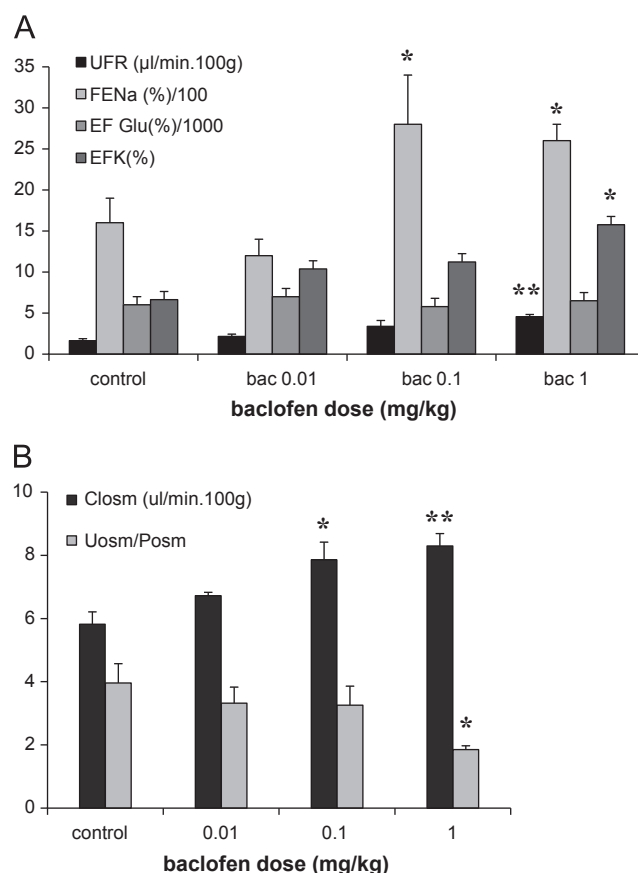 A
35
30
25
20
15
10
5
0
UFR (µl/min.100g)
FENa (%)/100
EF Glu(%)/1000
EFK(%)
*
*
*
**
control bac 0.01 bac 0.1 bac 1
baclofen dose (mg/kg)
B
10
8
6
4
2
0
Closm (ul/min.100g)
Uosm/Posm
*
**
*
control 0.01 0.1 1
baclofen dose (mg/kg)